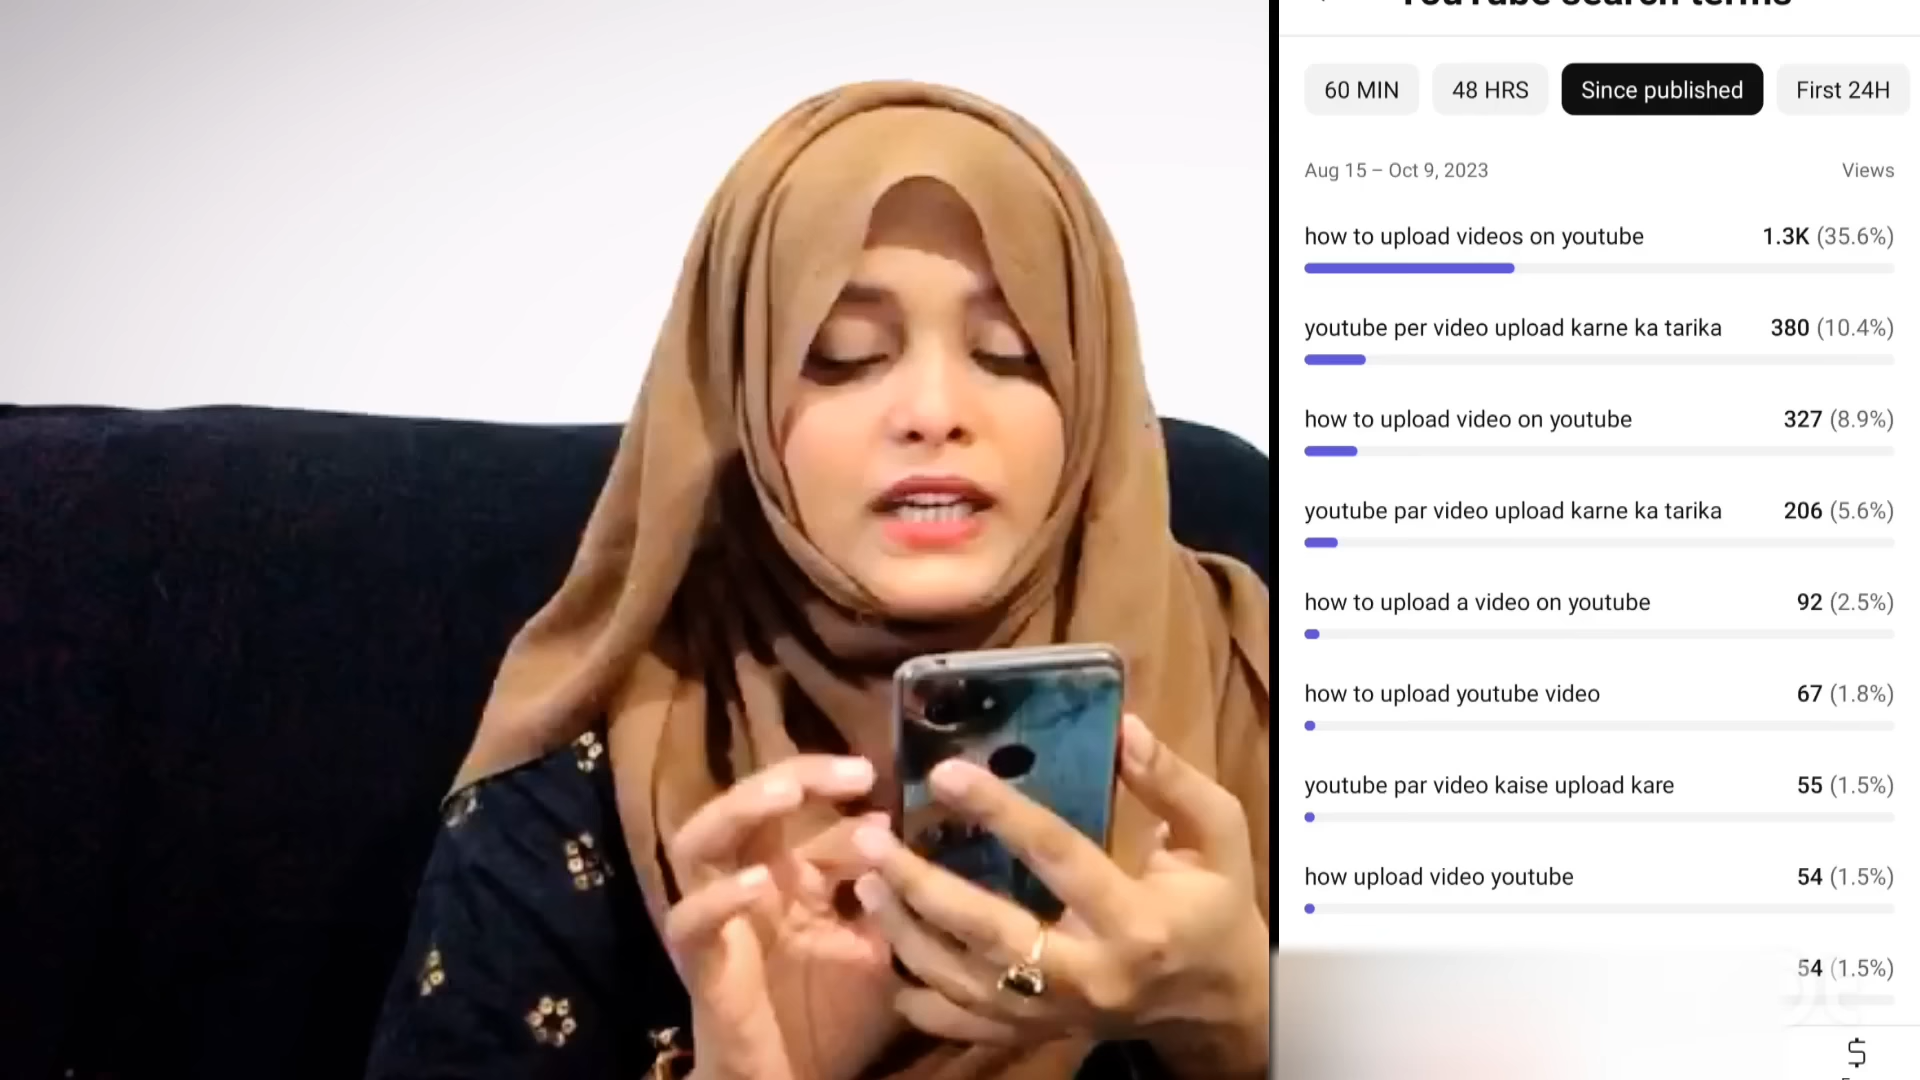 YouTube search terms
60 MIN 48 HRS Since published First 24H
Aug 15 – Oct 9, 2023 Views
how to upload videos on youtube 1.3K (35.6%)
youtube per video upload karne ka tarika 380 (10.4%)
how to upload video on youtube 327 (8.9%)
youtube par video upload karne ka tarika 206 (5.6%)
how to upload a video on youtube 92 (2.5%)
how to upload youtube video 67 (1.8%)
youtube par video kaise upload kare 55 (1.5%)
how upload video youtube 54 (1.5%)
54 (1.5%)
$